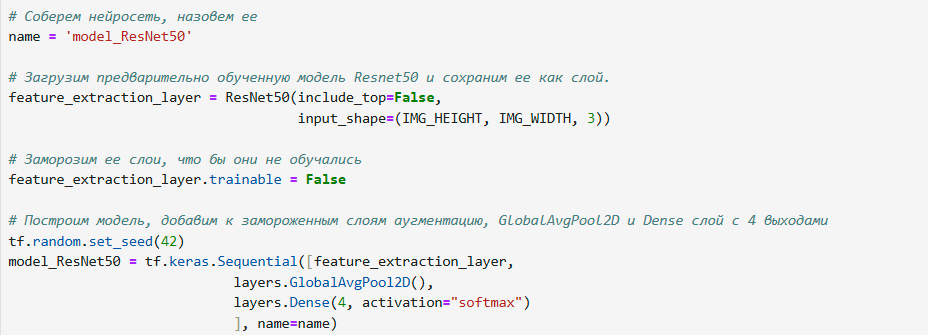 # Соберем нейросеть, назовем ее
name = 'model_ResNet50'
# Загрузим предварительно обученную модель Resnet50 и сохраним ее как слой.
feature_extraction_layer = ResNet50(include_top=False,
input_shape=(IMG_HEIGHT, IMG_WIDTH, 3))
# Заморозим ее слои, что бы они не обучались
feature_extraction_layer.trainable = False
# Построим модель, добавим к замороженным слоям аугментацию, GlobalAvgPool2D и Dense слой с 4 выходами
tf.random.set_seed(42)
model_ResNet50 = tf.keras.Sequential([feature_extraction_layer,
layers.GlobalAvgPool2D(),
layers.Dense(4, activation="softmax")
], name=name)